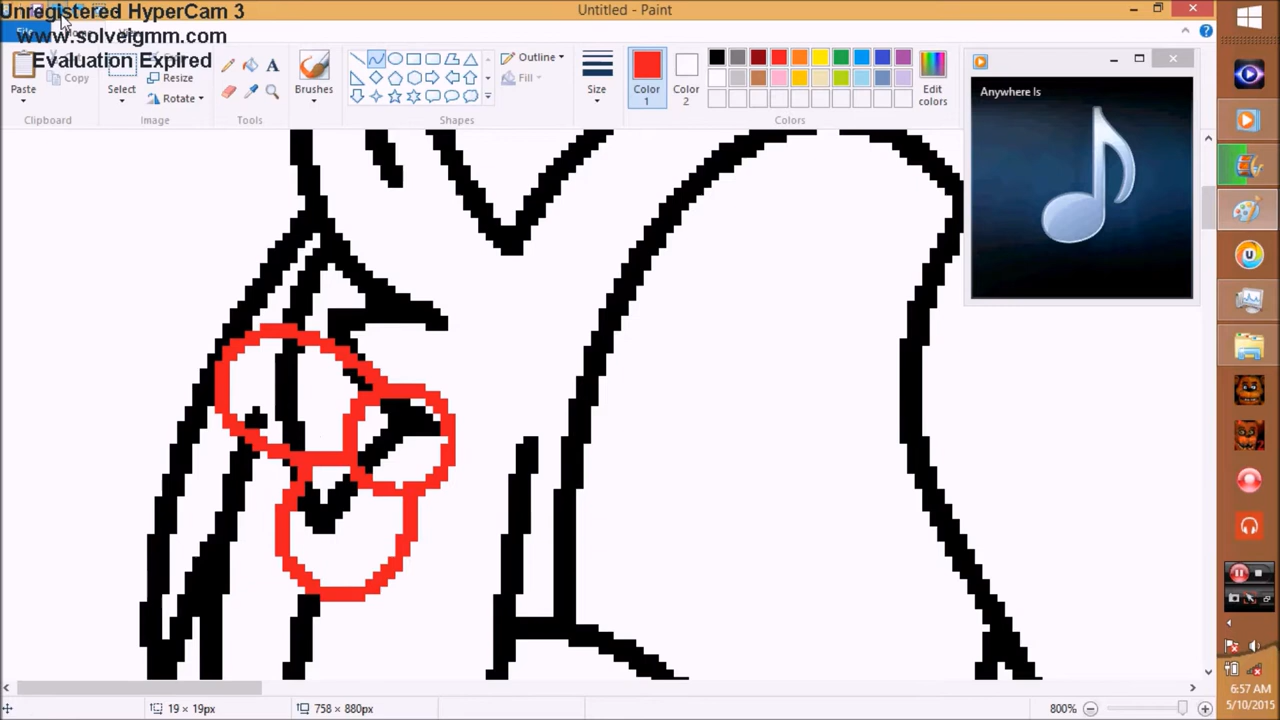 Unregistered HyperCam 3
www.solveigmm.com
Evaluation Expired
Untitled - Paint
File
Paste
Copy
Select
Resize
Rotate
Brushes
Outline
Fill
Size
Color 1
Color 2
Edit colors
Clipboard
Image
Tools
Shapes
Colors
Anywhere Is
19 × 19px
758 × 880px
800%
6:57 AM
5/10/2015